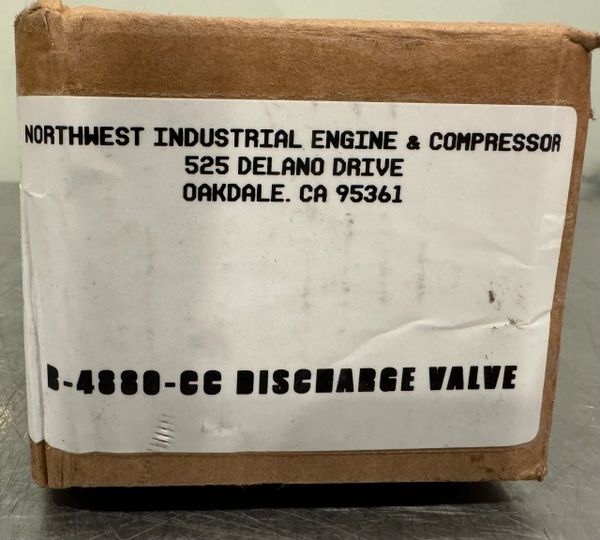 NORTHWEST INDUSTRIAL ENGINE & COMPRESSOR
525 DELANO DRIVE
OAKDALE. CA 95361
B-4880-CC DISCHARGE VALVE